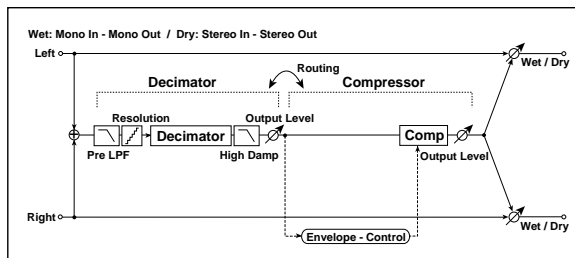 Wet: Mono In - Mono Out / Dry: Stereo In - Stereo Out
Left
Wet / Dry
Routing
Decimator
Compressor
Resolution
Output Level
Decimator
Comp
Pre LPF
High Damp
Output Level
Right
Wet / Dry
Envelope - Control